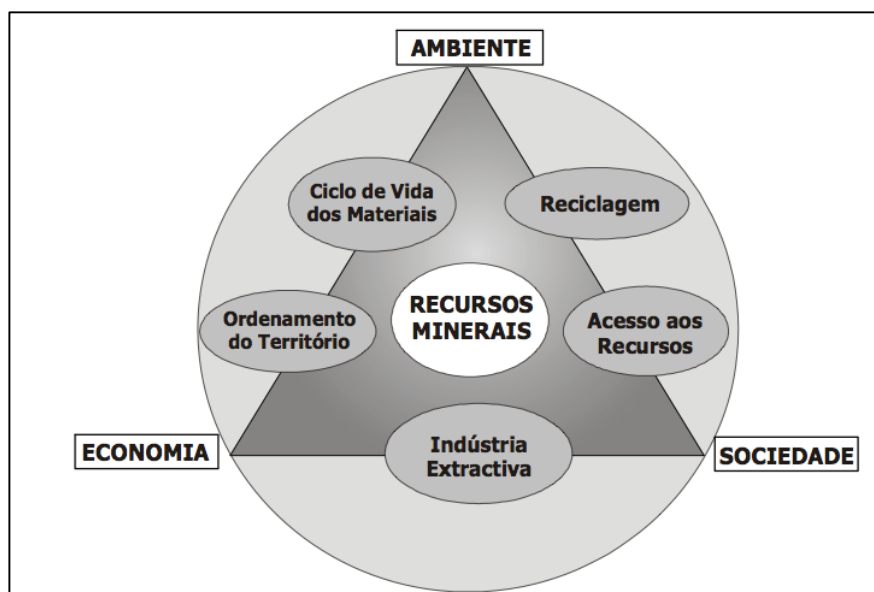 AMBIENTE
Ciclo de Vida
dos Materiais
Reciclagem
RECURSOS
MINERAIS
Ordenamento
do Território
Acesso aos
Recursos
ECONOMIA
Indústria
Extractiva
SOCIEDADE